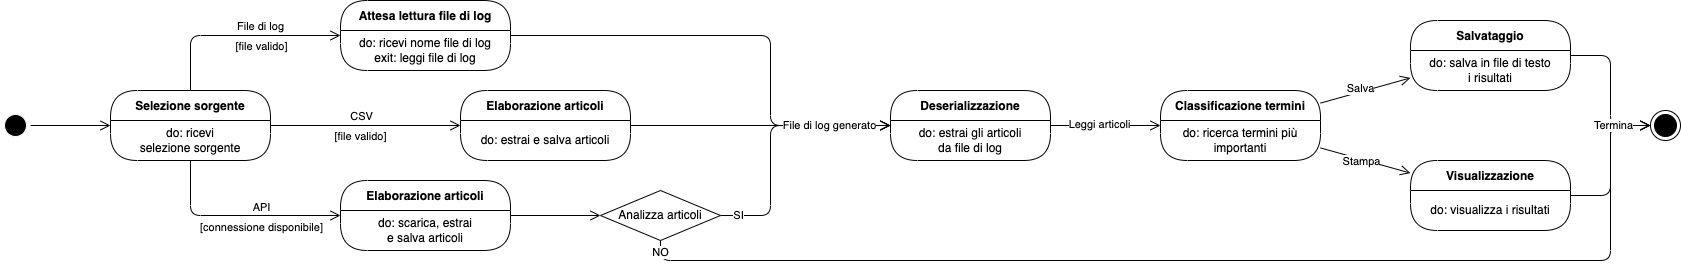 File di log
[file valido]
Attesa lettura file di log
do: ricevi nome file di log
exit: leggi file di log
Selezione sorgente
do: ricevi
selezione sorgente
CSV
[file valido]
Elaborazione articoli
do: estrai e salva articoli
API
[connessione disponibile]
Elaborazione articoli
do: scarica, estrai
e salva articoli
Analizza articoli
SI
NO
File di log generato
Deserializzazione
do: estrai gli articoli
da file di log
Leggi articoli
Classificazione termini
do: ricerca termini più
importanti
Salva
Salvataggio
do: salva in file di testo
i risultati
Stampa
Visualizzazione
do: visualizza i risultati
Termina